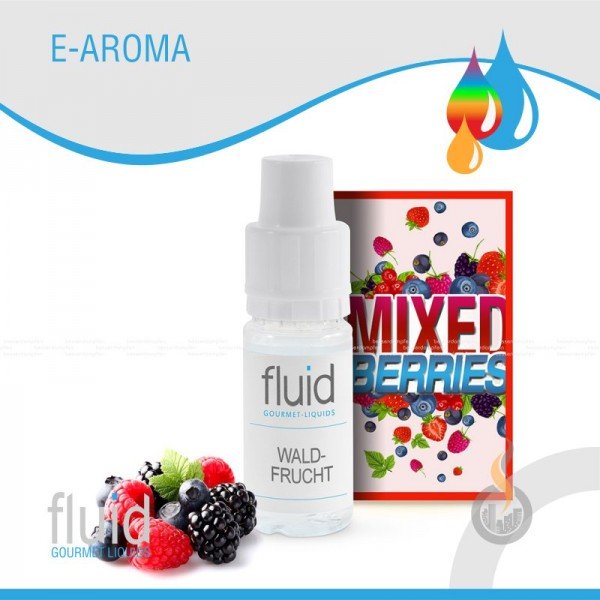 E-AROMA
MIXED
BERRIES
fluid
GOURMET-LIQUIDS
WALD-
FRUCHT
fluid
GOURMET LIQUIDS